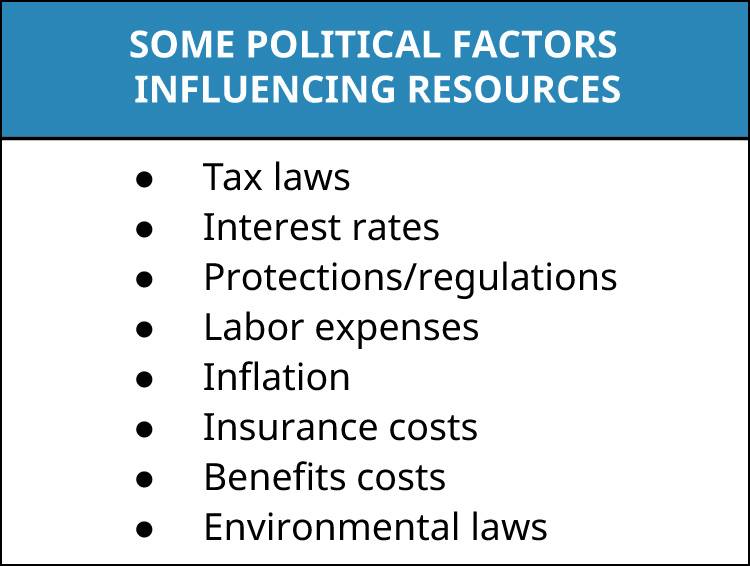 SOME POLITICAL FACTORS
INFLUENCING RESOURCES
● Tax laws
● Interest rates
● Protections/regulations
● Labor expenses
● Inflation
● Insurance costs
● Benefits costs
● Environmental laws